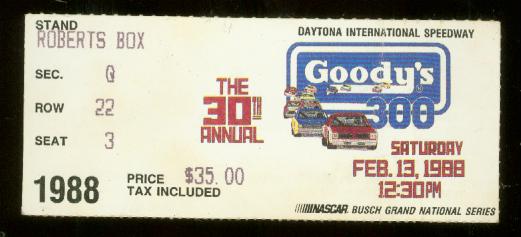 STAND
ROBERTS BOX
SEC. Q
ROW 22
SEAT 3
1988
PRICE $35.00
TAX INCLUDED
THE
30TH
ANNUAL
DAYTONA INTERNATIONAL SPEEDWAY
Goody's
300
SATURDAY
FEB. 13, 1988
12:30PM
NASCAR BUSCH GRAND NATIONAL SERIES